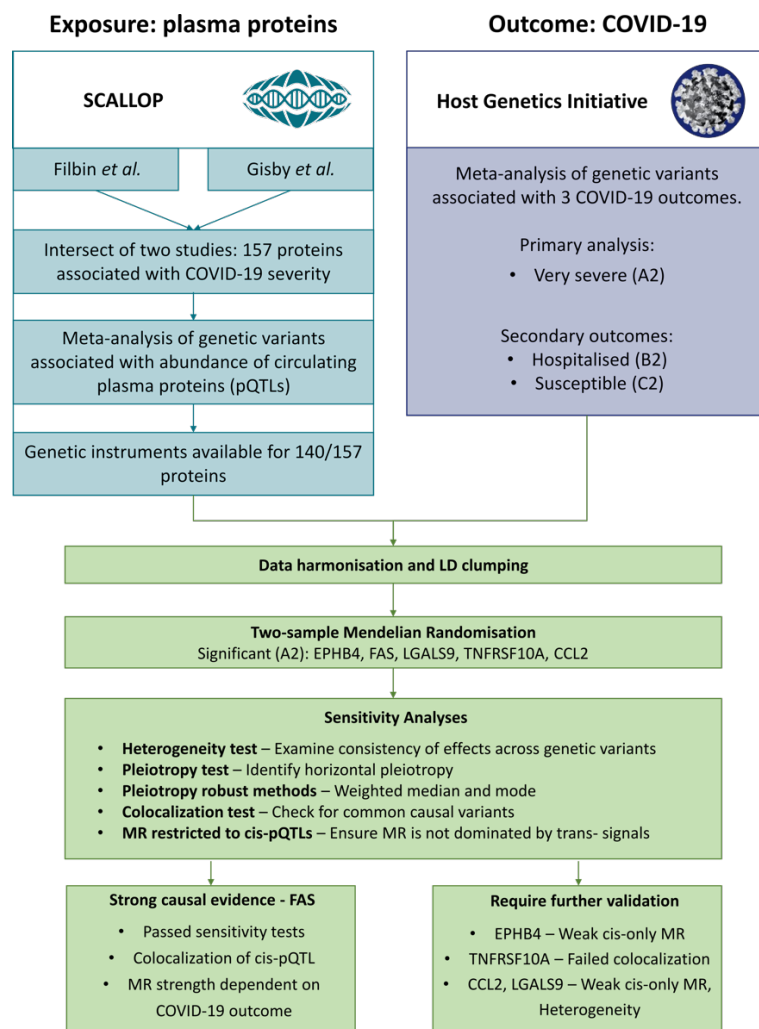 Exposure: plasma proteins
SCALLOP
Filbin et al.
Gisby et al.
Intersect of two studies: 157 proteins
associated with COVID-19 severity
Meta-analysis of genetic variants
associated with abundance of circulating
plasma proteins (pQTLs)
Genetic instruments available for 140/157
proteins
Outcome: COVID-19
Host Genetics Initiative
Meta-analysis of genetic variants
associated with 3 COVID-19 outcomes.
Primary analysis:
• Very severe (A2)
Secondary outcomes:
• Hospitalised (B2)
• Susceptible (C2)
Data harmonisation and LD clumping
Two-sample Mendelian Randomisation
Significant (A2): EPHB4, FAS, LGALS9, TNFRSF10A, CCL2
Sensitivity Analyses
• Heterogeneity test – Examine consistency of effects across genetic variants
• Pleiotropy test – Identify horizontal pleiotropy
• Pleiotropy robust methods – Weighted median and mode
• Colocalization test – Check for common causal variants
• MR restricted to cis-pQTLs – Ensure MR is not dominated by trans- signals
Strong causal evidence - FAS
• Passed sensitivity tests
• Colocalization of cis-pQTL
• MR strength dependent on
COVID-19 outcome
Require further validation
• EPHB4 – Weak cis-only MR
• TNFRSF10A – Failed colocalization
• CCL2, LGALS9 – Weak cis-only MR,
Heterogeneity